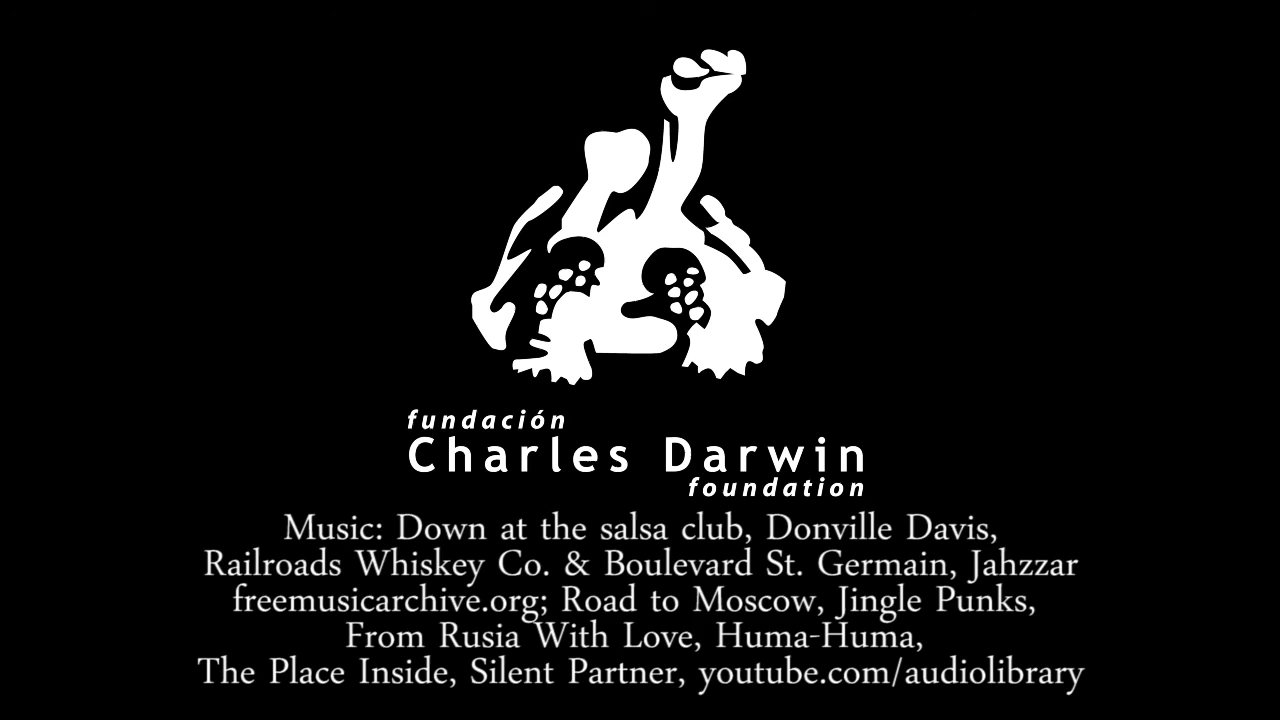 fundación
Charles Darwin
foundation
Music: Down at the salsa club, Donville Davis,
Railroads Whiskey Co. & Boulevard St. Germain, Jahzzar
freemusicarchive.org; Road to Moscow, Jingle Punks,
From Rusia With Love, Huma-Huma,
The Place Inside, Silent Partner, youtube.com/audiolibrary